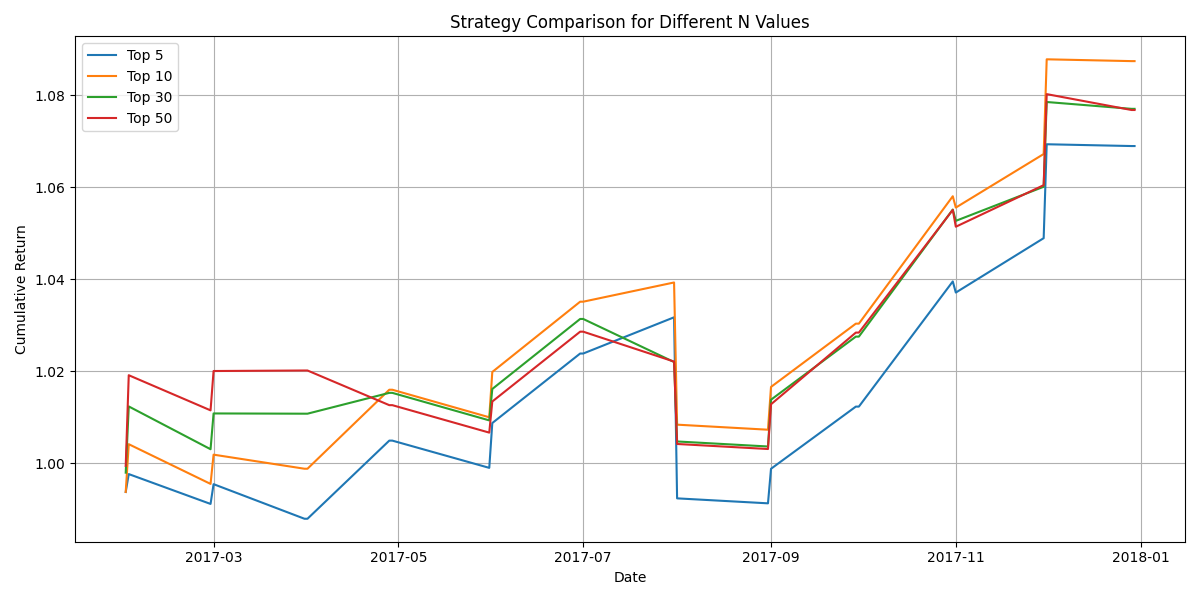 Strategy Comparison for Different N Values
Top 5
Top 10
Top 30
Top 50
Cumulative Return
1.08
1.06
1.04
1.02
1.00
2017-03
2017-05
2017-07
2017-09
2017-11
2018-01
Date